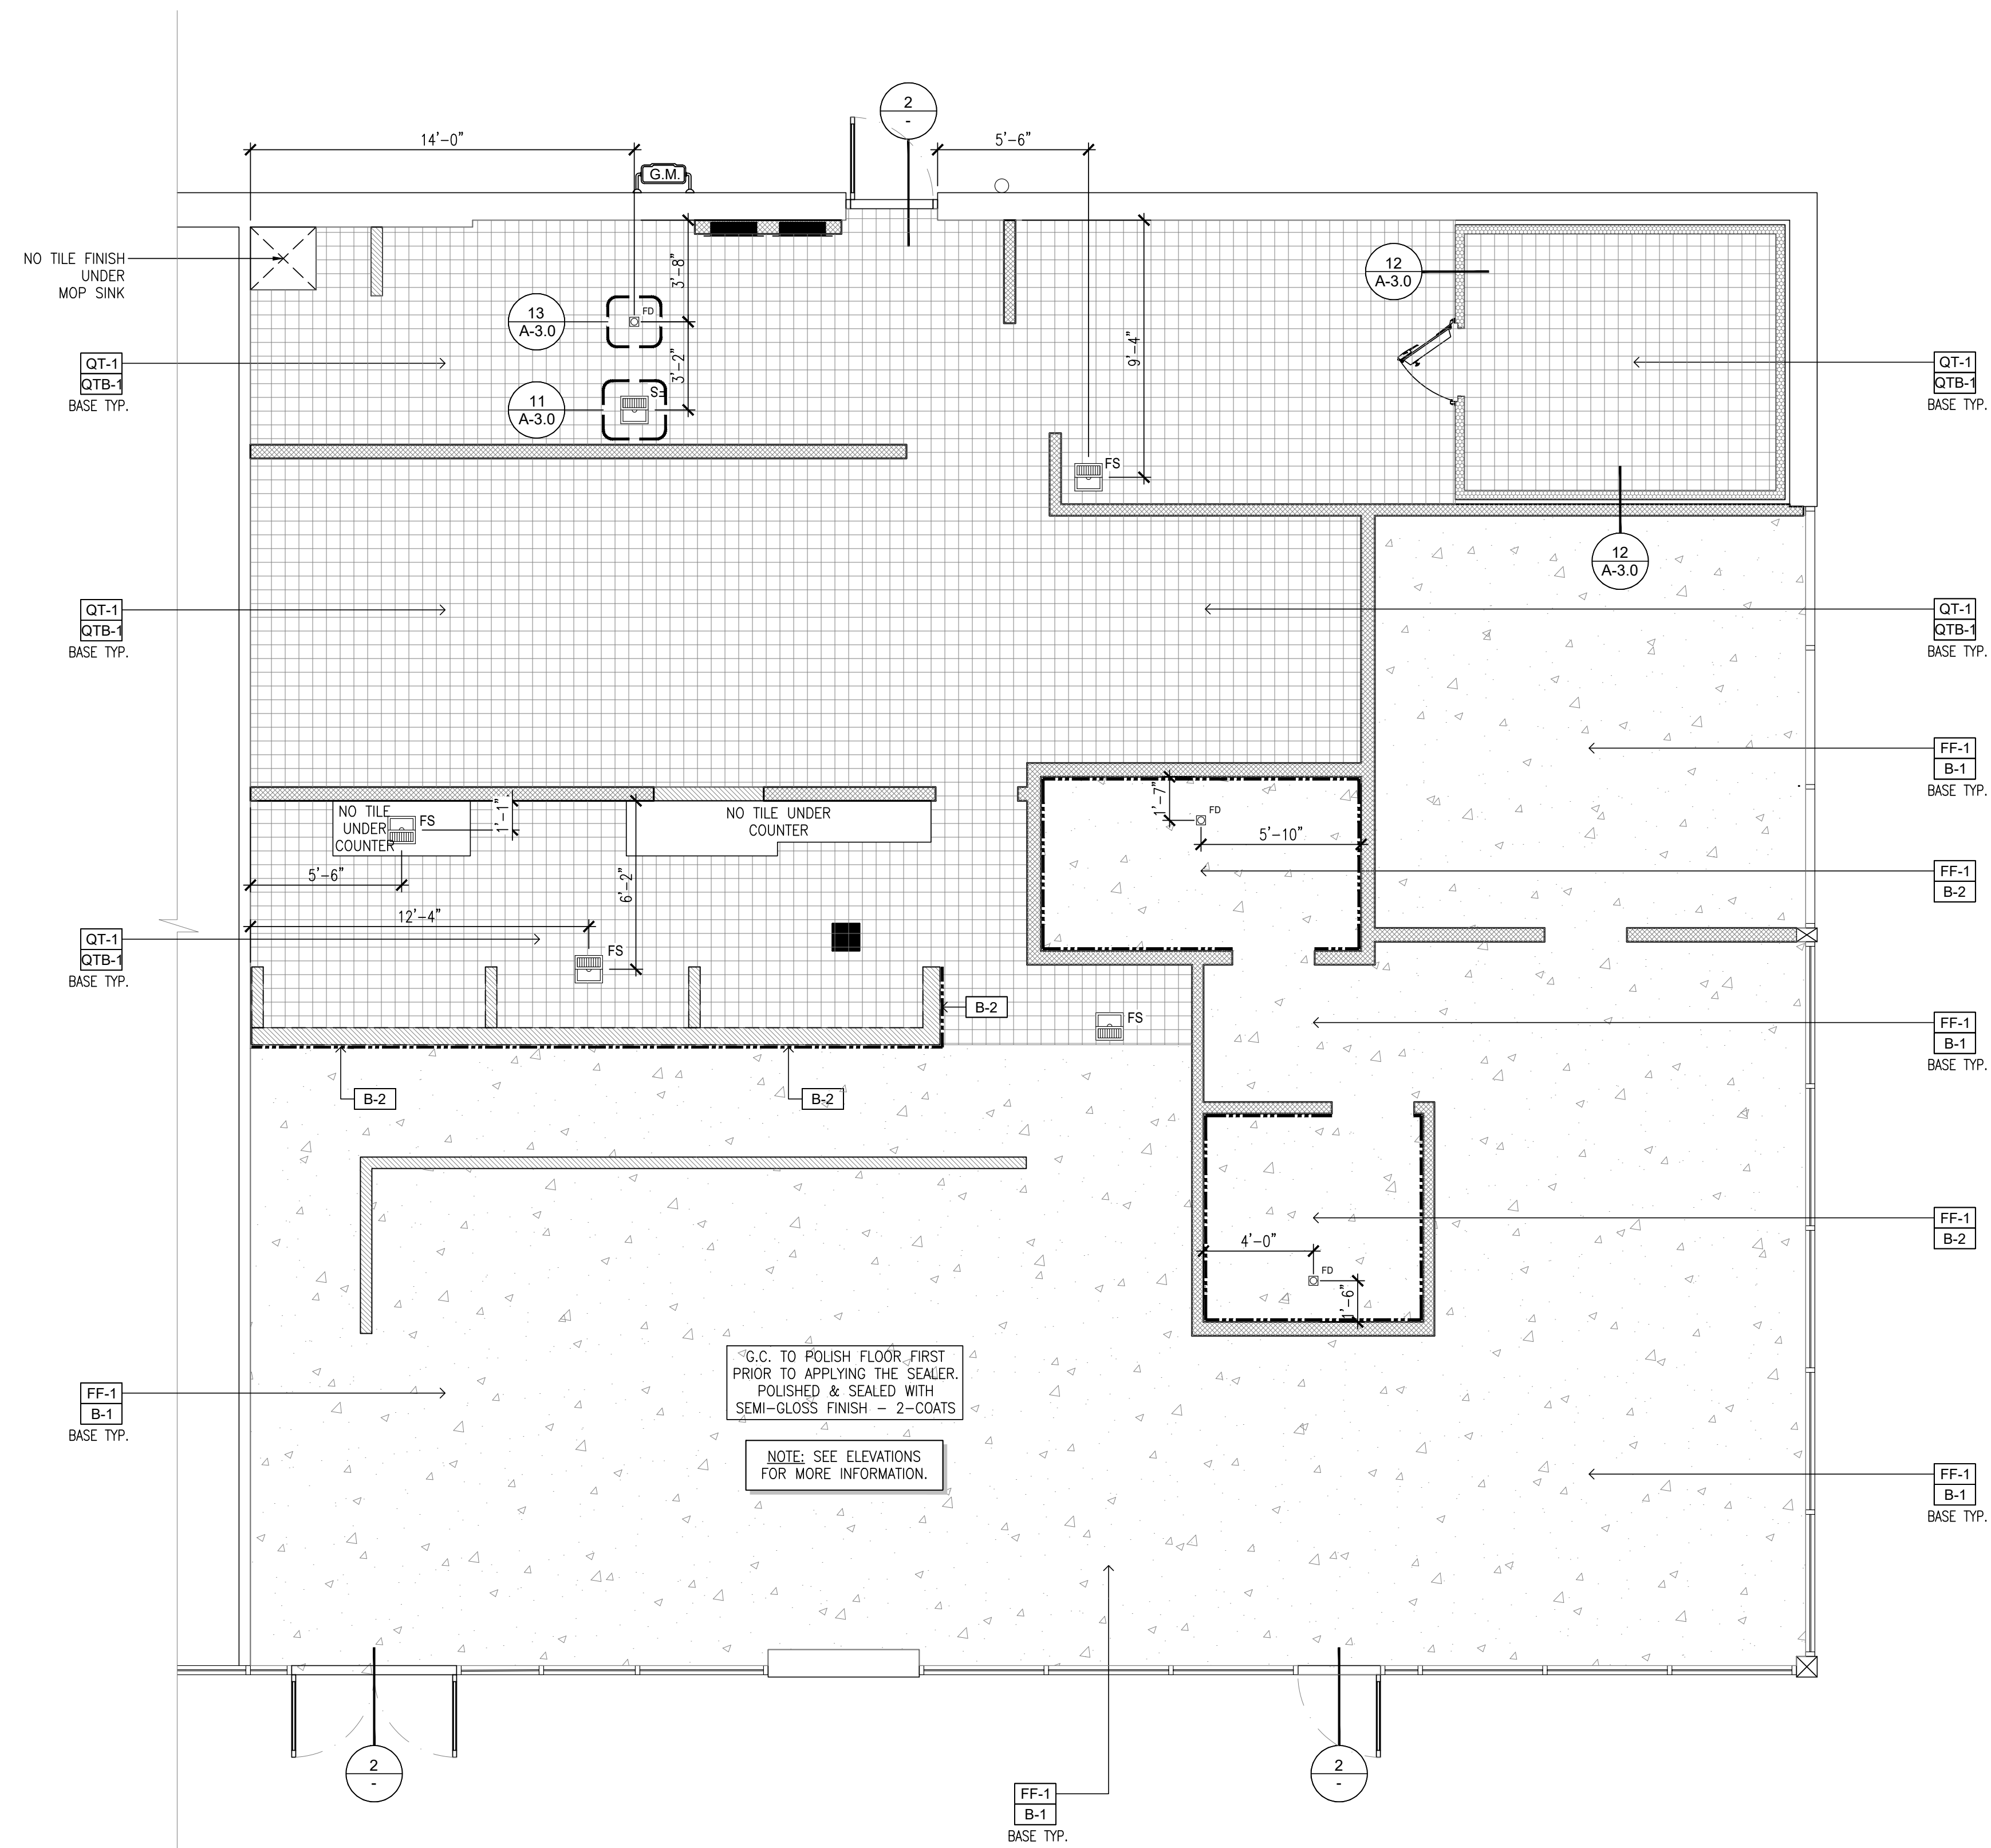 2
-
14'-0"
5'-6"
G.M.
NO TILE FINISH
UNDER
MOP SINK
3'-8"
12
A-3.0
13
A-3.0
FD
9'-4"
QT-1
QTB-1
BASE TYP.
3'-2"
QT-1
QTB-1
BASE TYP.
11
A-3.0
FS
FS
12
A-3.0
QT-1
QTB-1
BASE TYP.
QT-1
QTB-1
BASE TYP.
FF-1
B-1
BASE TYP.
NO TILE
UNDER
COUNTER
FS
1'-1"
NO TILE UNDER
COUNTER
1'-7"
FD
5'-10"
FF-1
B-2
5'-6"
6'-2"
12'-4"
QT-1
QTB-1
BASE TYP.
FS
B-2
FS
FF-1
B-1
BASE TYP.
B-2
B-2
FF-1
B-2
4'-0"
FD
1'-6"
G.C. TO POLISH FLOOR FIRST
PRIOR TO APPLYING THE SEALER.
POLISHED & SEALED WITH
SEMI-GLOSS FINISH - 2-COATS
FF-1
B-1
BASE TYP.
NOTE: SEE ELEVATIONS
FOR MORE INFORMATION.
FF-1
B-1
BASE TYP.
2
-
2
-
FF-1
B-1
BASE TYP.